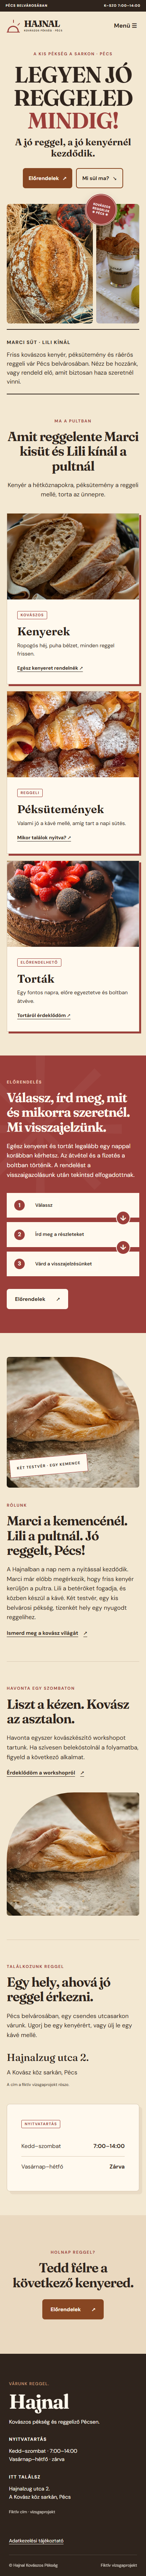 PÉCS BELVÁROSÁBAN
K–SZO 7:00–14:00
HAJNAL
KOVÁSZOS PÉKSÉG · PÉCS
Menü
A KIS PÉKSÉG A SARKON · PÉCS
LEGYEN JÓ
REGGELED
MINDIG!
A jó reggel, a jó kenyérnél
kezdődik.
Előrendelek ↗
Mi sül ma? ↘
MARCI SÜT · LILI KÍNÁL
Friss kovászos kenyér, péksütemény és ráérős
reggeli vár Pécs belvárosában. Nézz be hozzánk,
vagy rendeld elő, amit biztosan haza szeretnél
vinni.
MA A PULTBAN
Amit reggelente Marci
kisüt és Lili kínál a
pultnál
Kenyér a hétköznapokra, péksütemény a reggeli
mellé, torta az ünnepre.
KOVÁSZOS
Kenyerek
Ropogós héj, puha bélzet, minden reggel
frissen.
Egész kenyeret rendelnék ↗
REGGELI
Péksütemények
Valami jó a kávé mellé, amíg tart a napi sütés.
Mikor találok nyitva? ↗
ELŐRENDELHETŐ
Torták
Egy fontos napra, előre egyeztetve és boltban
átvéve.
Tortáról érdeklődöm ↗
ELŐRENDELÉS
Válassz, írd meg, mit
és mikorra szeretnél.
Mi visszajelzünk.
Egész kenyeret és tortát legalább egy nappal
korábban kérhetsz. Az átvétel és a fizetés a
boltban történik. A rendelést a
visszaigazolásunk után tekintsd elfogadottnak.
1 Válassz
2 Írd meg a részleteket
3 Várd a visszajelzésünket
Előrendelek ↗
KÉT TESTVÉR · EGY KEMENCE
RÓLUNK
Marci a kemencénél.
Lili a pultnál. Jó
reggelt, Pécs!
A Hajnalban a nap nem a nyitással kezdődik.
Marci már előbb megérkezik, hogy friss kenyér
kerüljön a pultra. Lili a betérőket fogadja,
közben készül az első kávé. Két testvér, egy kis
belvárosi pékség, tizenkét hely egy nyugodt
reggelihez.
Ismerd meg a kovász világát ↗
HAVONTA EGY SZOMBATON
Liszt a kézen. Kovász
az asztalon.
Havonta egyszer kovászkészítő workshopot
tartunk. Ha szívesen belekóstolnál a folyamatba,
figyeld a következő alkalmat.
Érdeklődöm a workshopról ↗
TALÁLKOZUNK REGGEL
Egy hely, ahová jó
reggel érkezni.
Pécs belvárosában, egy csendes utcasarkon
várunk. Ugorj be egy kenyérért, vagy ülj le egy
kávé mellé.
Hajnalzug utca 2.
A Kovász köz sarkán, Pécs
A cím a fiktív vizsgaprojekt része.
NYITVATARTÁS
Kedd–szombat 7:00–14:00
Vasárnap–hétfő Zárva
HOLNAP REGGEL?
Tedd félre a
következő kenyered.
Előrendelek ↗
VÁRUNK REGGEL.
Hajnal
Kovászos pékség és reggeliző Pécsen.
NYITVATARTÁS
Kedd–szombat · 7:00–14:00
Vasárnap–hétfő · zárva
ITT TALÁLSZ
Hajnalzug utca 2.
A Kovász köz sarkán, Pécs
Fiktív cím · vizsgaprojekt
Adatkezelési tájékoztató
© Hajnal Kovászos Pékség
Fiktív vizsgaprojekt